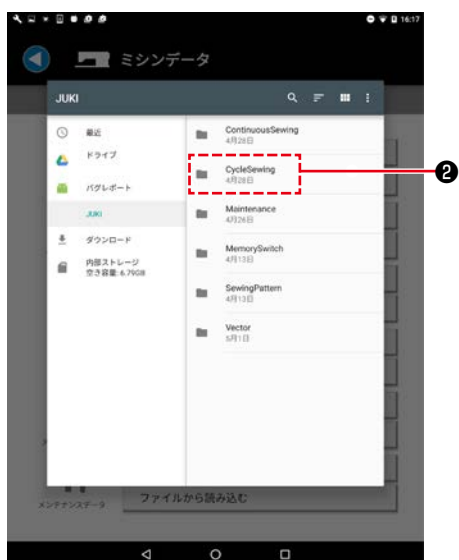 16:17
ミシンデータ
JUKI
最近
ドライブ
バグレポート
JUKI
ダウンロード
内部ストレージ
空き容量: 6.79GB
ContinuousSewing
4月28日
CycleSewing
4月28日
Maintenance
4月26日
MemorySwitch
4月13日
SewingPattern
4月13日
Vector
5月1日
❷
メンテナンスデータ
ファイルから読み込む